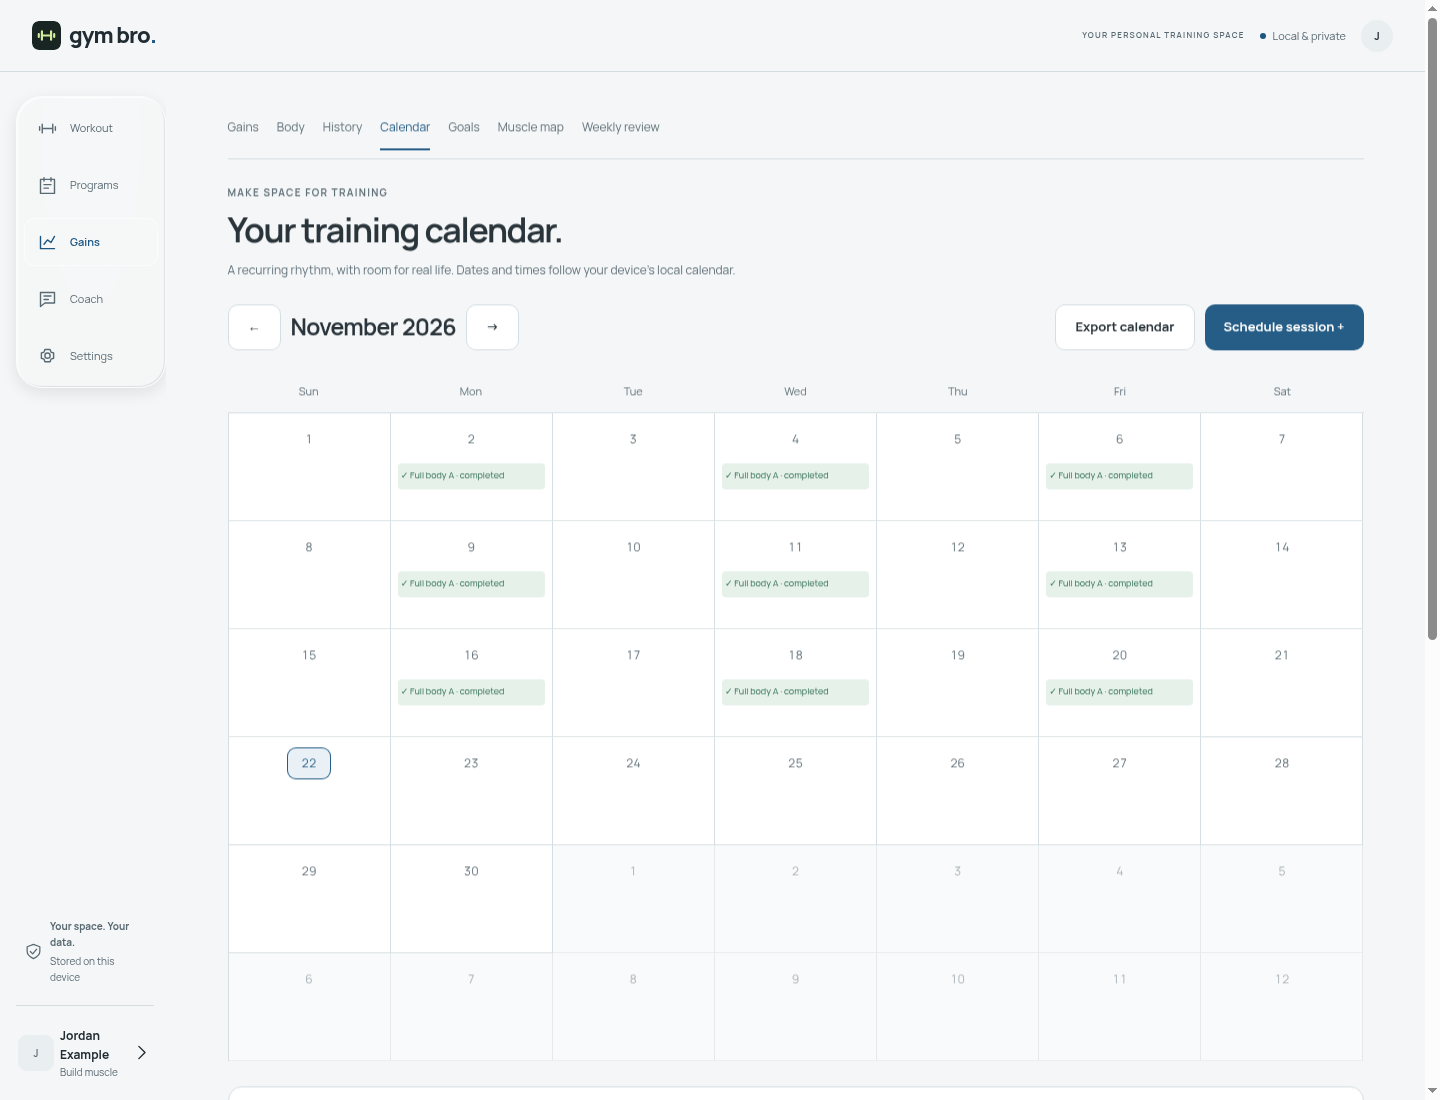 gym bro.
YOUR PERSONAL TRAINING SPACE
Local & private
J
Workout
Programs
Gains
Coach
Settings
Gains Body History Calendar Goals Muscle map Weekly review
MAKE SPACE FOR TRAINING
Your training calendar.
A recurring rhythm, with room for real life. Dates and times follow your device's local calendar.
← November 2026 →
Export calendar
Schedule session +
Sun Mon Tue Wed Thu Fri Sat
1 2 3 4 5 6 7
✓ Full body A · completed ✓ Full body A · completed ✓ Full body A · completed
8 9 10 11 12 13 14
✓ Full body A · completed ✓ Full body A · completed ✓ Full body A · completed
15 16 17 18 19 20 21
✓ Full body A · completed ✓ Full body A · completed ✓ Full body A · completed
22 23 24 25 26 27 28
29 30 1 2 3 4 5
6 7 8 9 10 11 12
Your space. Your
data.
Stored on this
device
J
Jordan
Example
Build muscle